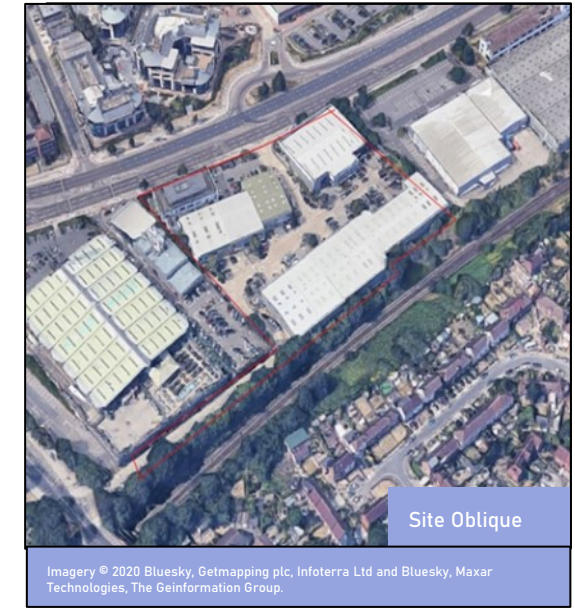 Site Oblique
Imagery © 2020 Bluesky, Getmapping plc, Infoterra Ltd and Bluesky, Maxar
Technologies, The Geinformation Group.